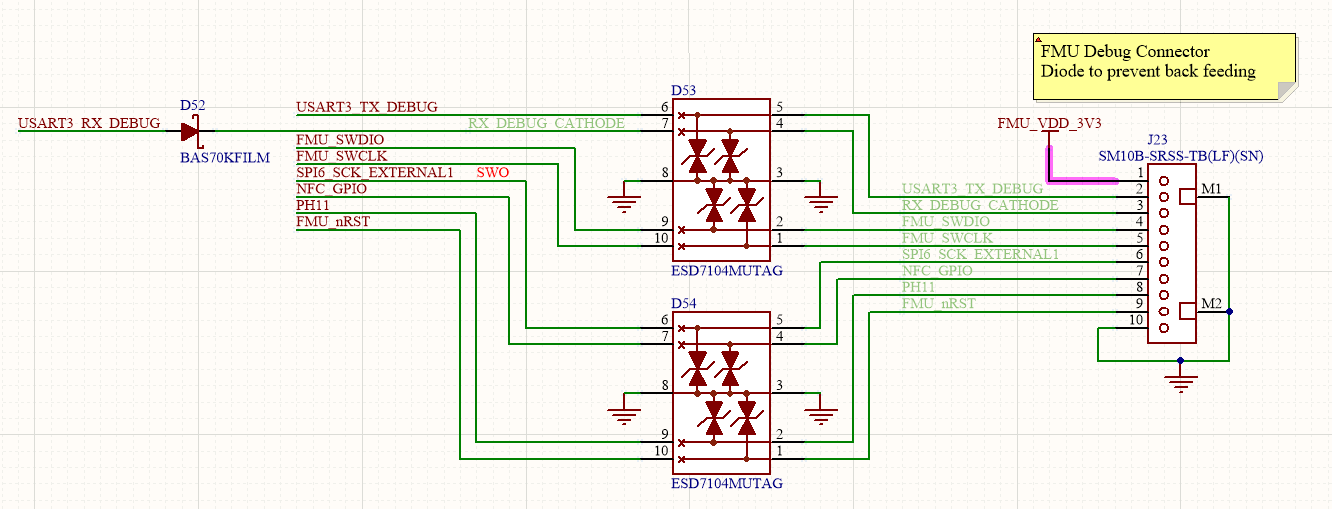 FMU Debug Connector
Diode to prevent back feeding
D52
USART3_RX_DEBUG
BAS70KFILM
USART3_TX_DEBUG
RX_DEBUG_CATHODE
FMU_SWDIO
FMU_SWCLK
SPI6_SCK_EXTERNAL1 SWO
NFC_GPIO
PH11
FMU_nRST
D53
6 5
7 4
8 3
9 2
10 1
ESD7104MUTAG
D54
6 5
7 4
8 3
9 2
10 1
ESD7104MUTAG
FMU_VDD_3V3
J23
SM10B-SRSS-TB(LF)(SN)
1
USART3_TX_DEBUG 2 M1
RX_DEBUG_CATHODE 3
FMU_SWDIO 4
FMU_SWCLK 5
SPI6_SCK_EXTERNAL1 6
NFC_GPIO 7
PH11 8
FMU_nRST 9 M2
10